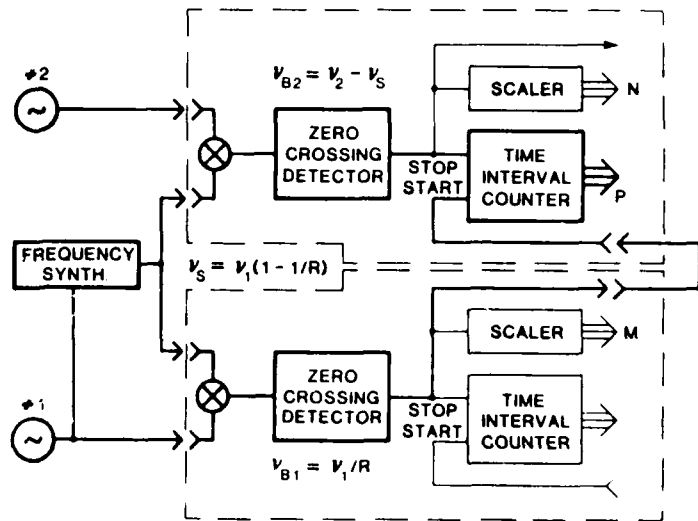 #2
ν_B2 = ν_2 − ν_S
ZERO
CROSSING
DETECTOR
SCALER
N
STOP
START
TIME
INTERVAL
COUNTER
P
FREQUENCY
SYNTH.
ν_S = ν_1(1 - 1/R)
#1
ZERO
CROSSING
DETECTOR
ν_B1 = ν_1/R
SCALER
M
STOP
START
TIME
INTERVAL
COUNTER